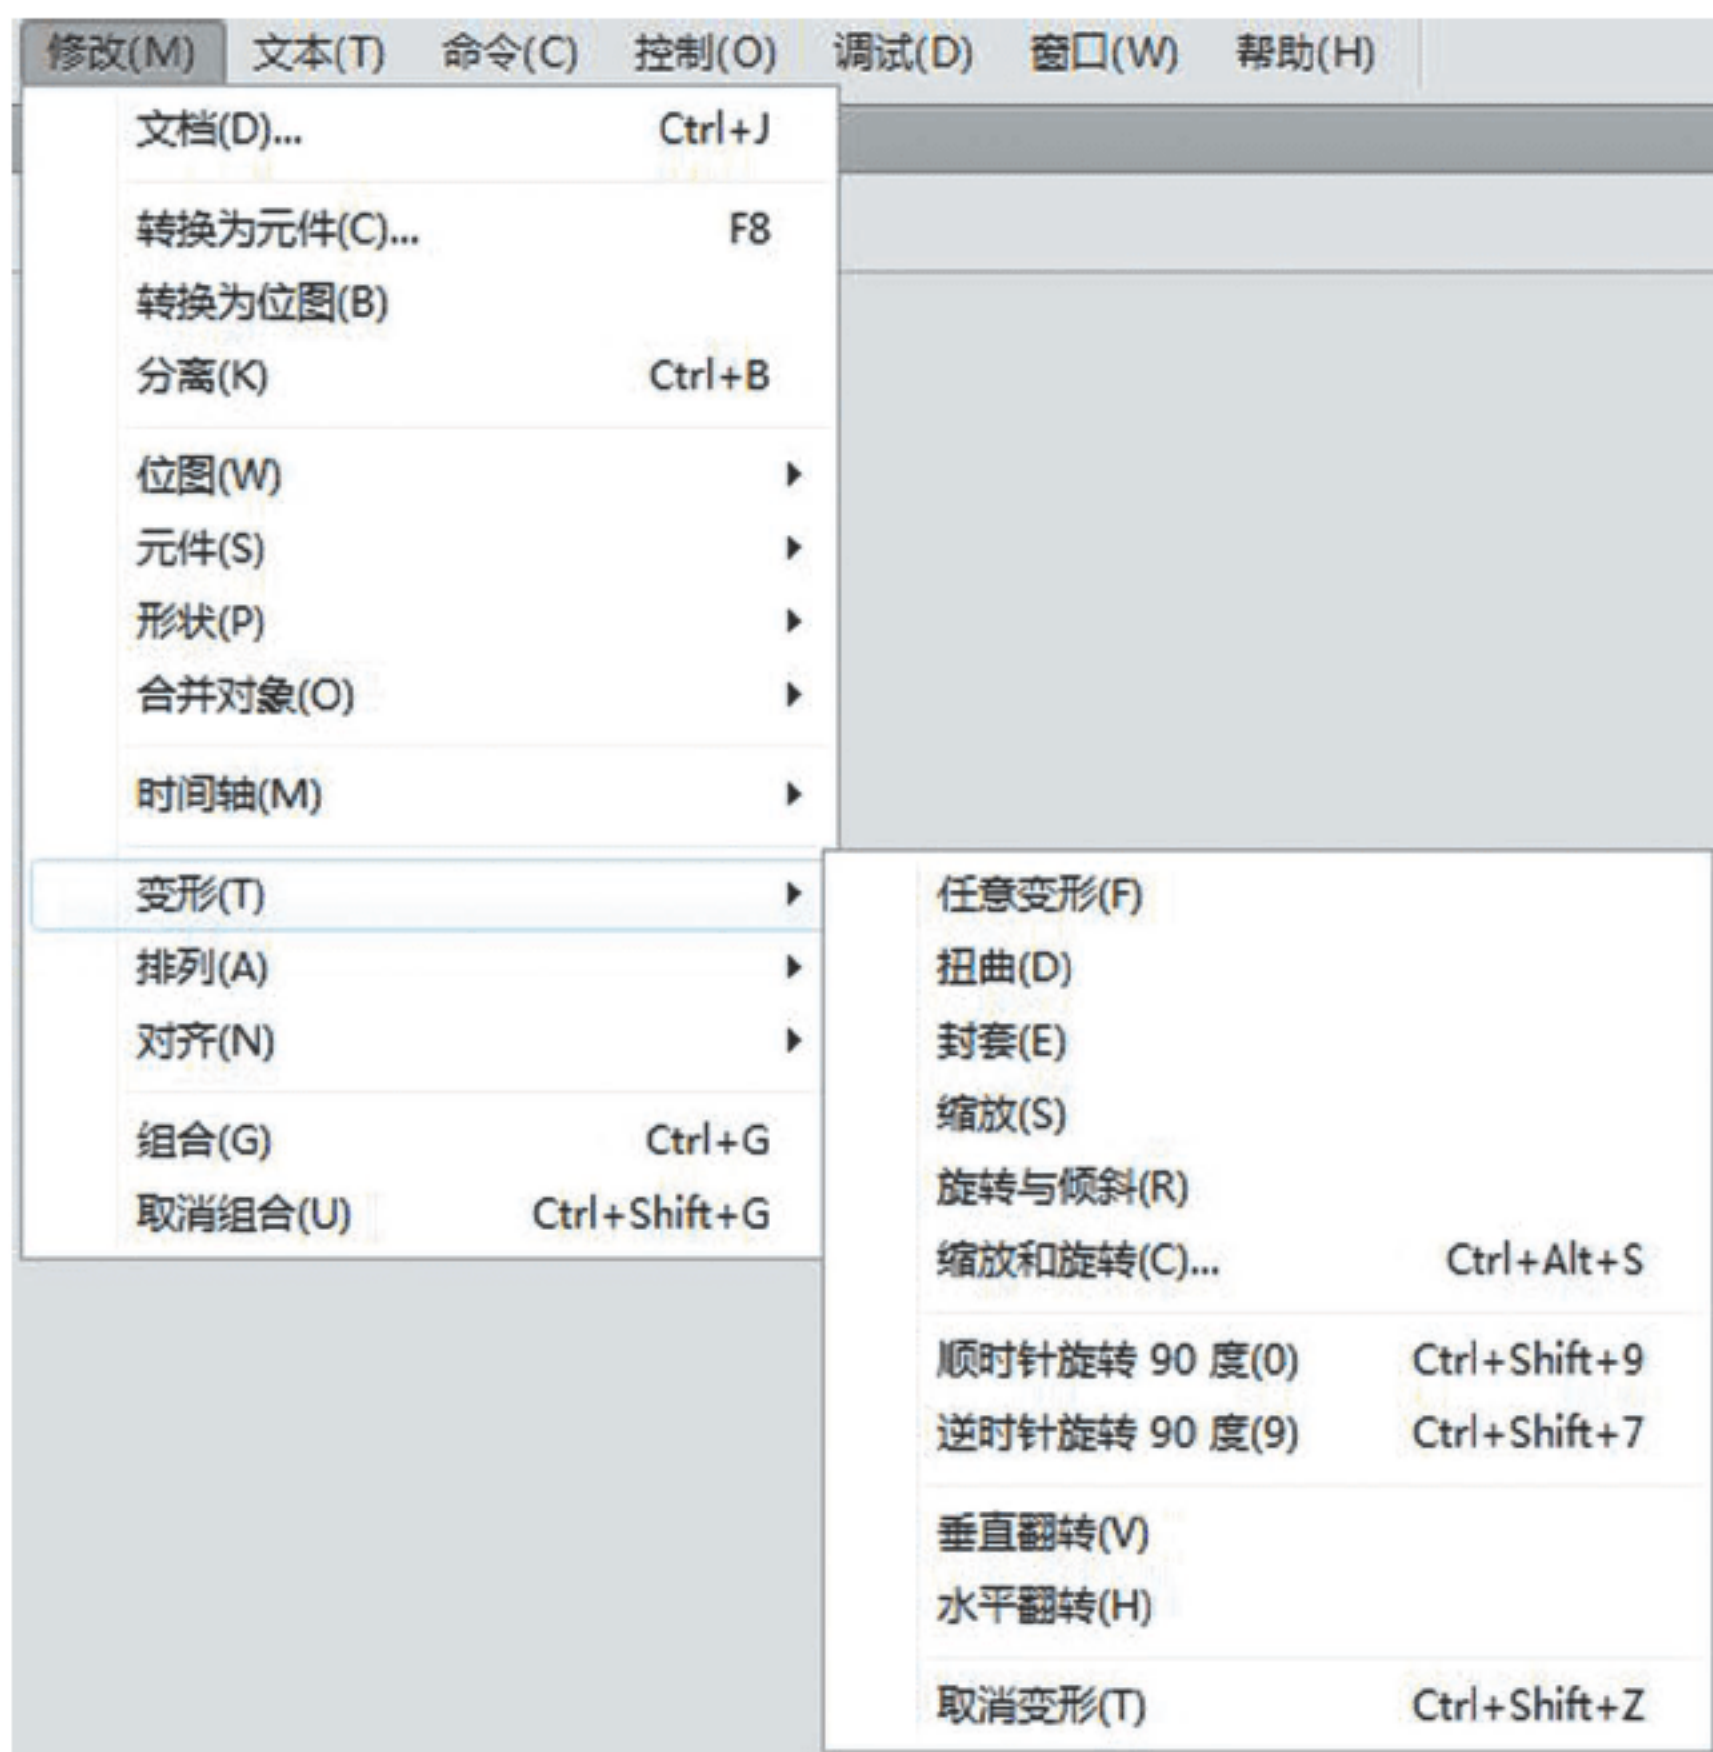 修改(M) 文本(T) 命令(C) 控制(O) 调试(D) 窗口(W) 帮助(H)
文档(D)... Ctrl+J
转换为元件(C)... F8
转换为位图(B)
分离(K) Ctrl+B
位图(W)
元件(S)
形状(P)
合并对象(O)
时间轴(M)
变形(T)
排列(A)
对齐(N)
组合(G) Ctrl+G
取消组合(U) Ctrl+Shift+G
任意变形(F)
扭曲(D)
封套(E)
缩放(S)
旋转与倾斜(R)
缩放和旋转(C)... Ctrl+Alt+S
顺时针旋转 90 度(0) Ctrl+Shift+9
逆时针旋转 90 度(9) Ctrl+Shift+7
垂直翻转(V)
水平翻转(H)
取消变形(T) Ctrl+Shift+Z